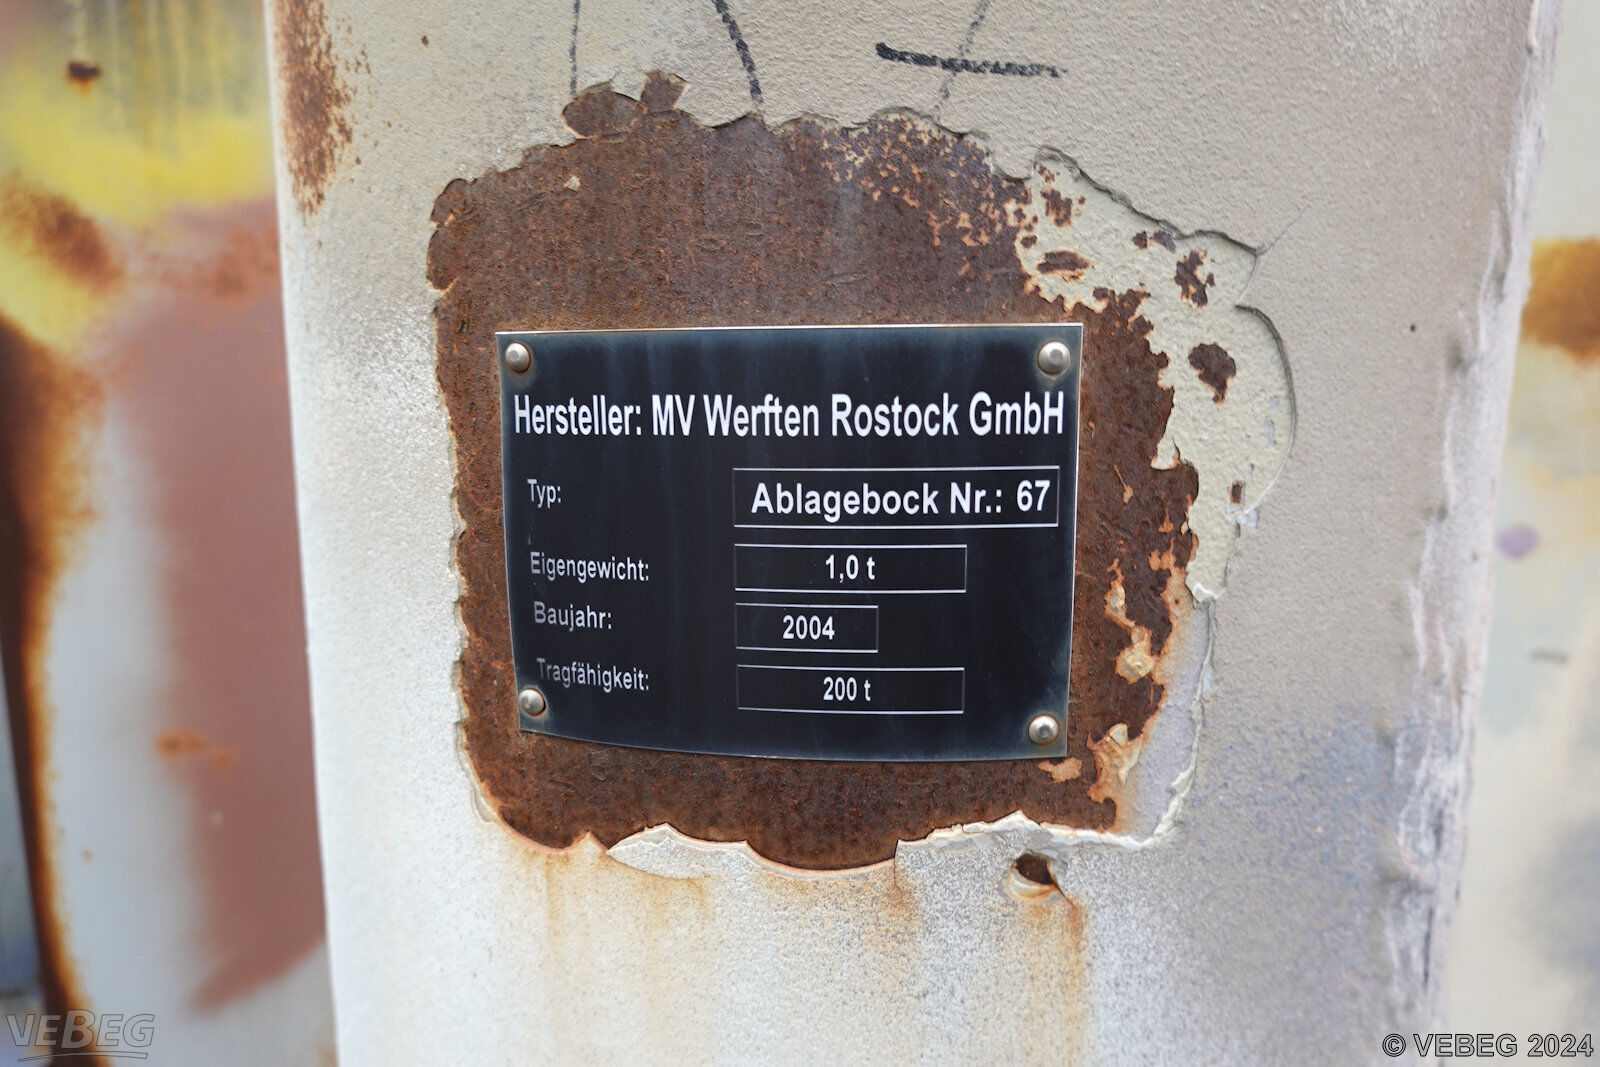 Hersteller: MV Werften Rostock GmbH
Typ: Ablagebock Nr.: 67
Eigengewicht: 1,0 t
Baujahr: 2004
Tragfähigkeit: 200 t
VEBEG © VEBEG 2024